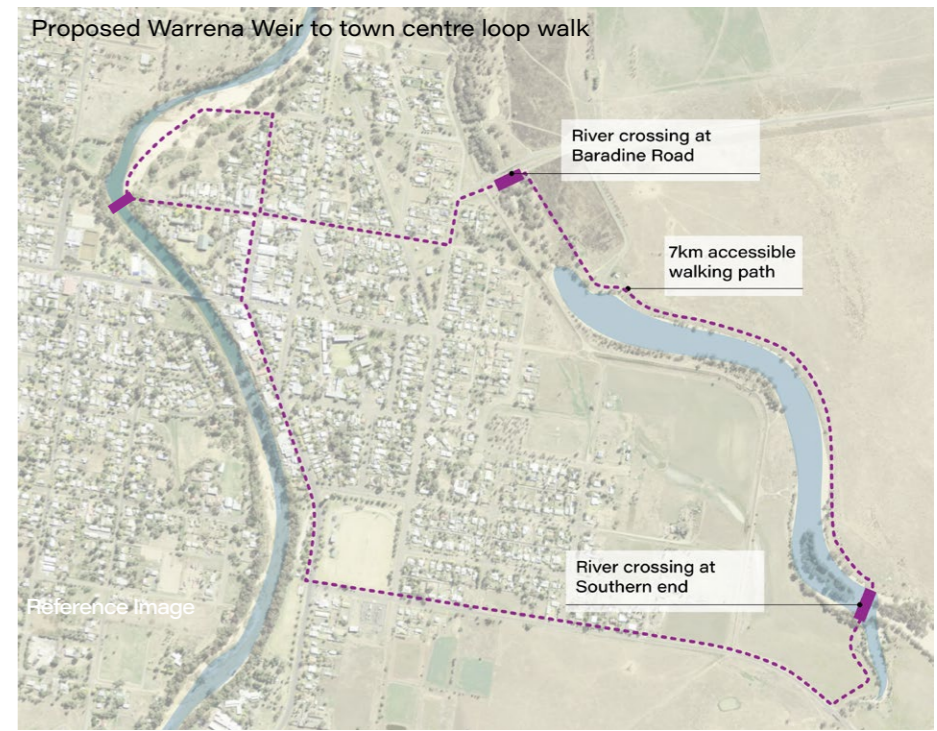 Proposed Warrena Weir to town centre loop walk
River crossing at
Baradine Road
7km accessible
walking path
River crossing at
Southern end
Reference Image